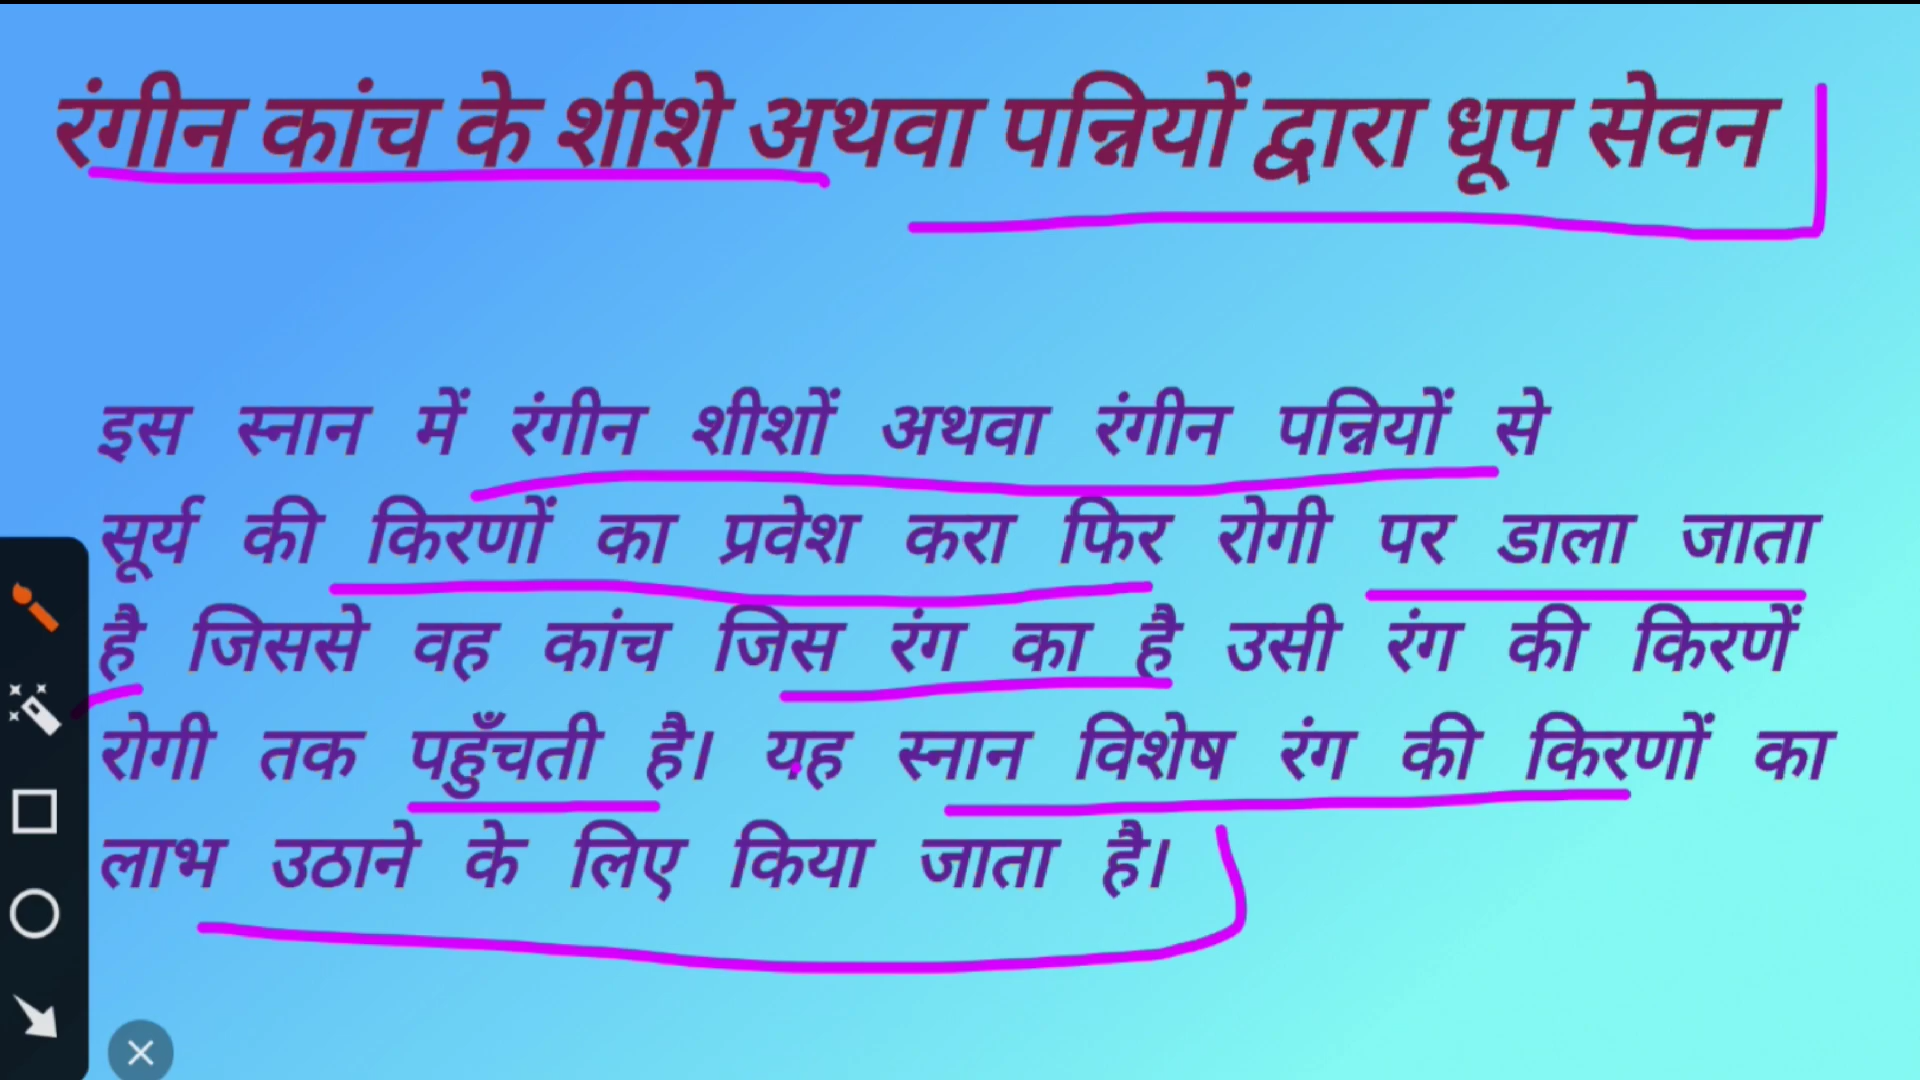 रंगीन कांच के शीशे अथवा पन्नियों द्वारा धूप सेवन
इस स्नान में रंगीन शीशों अथवा रंगीन पन्नियों से
सूर्य की किरणों का प्रवेश करा फिर रोगी पर डाला जाता
है जिससे वह कांच जिस रंग का है उसी रंग की किरणें
रोगी तक पहुँचती है। यह स्नान विशेष रंग की किरणों का
लाभ उठाने के लिए किया जाता है।